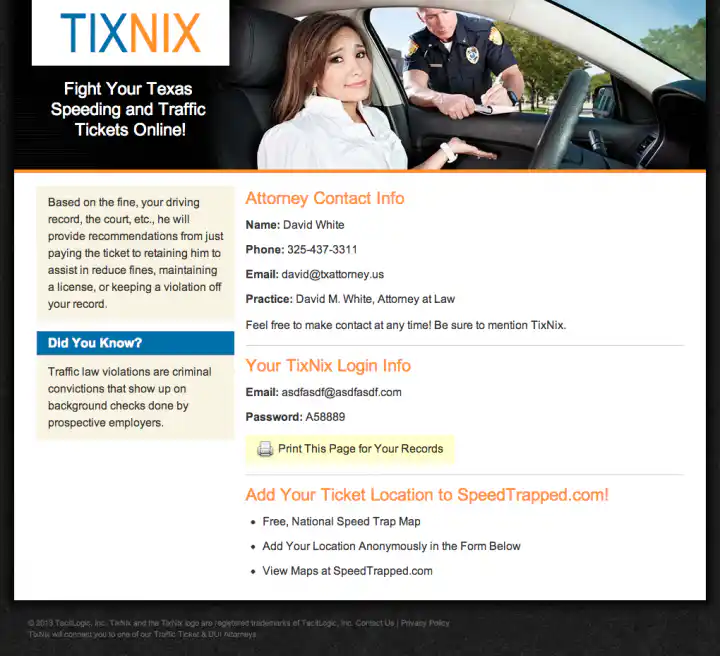 TIXNIX
Fight Your Texas
Speeding and Traffic
Tickets Online!
Based on the fine, your driving
record, the court, etc., he will
provide recommendations from just
paying the ticket to retaining him to
assist in reduce fines, maintaining
a license, or keeping a violation off
your record.
Did You Know?
Traffic law violations are criminal
convictions that show up on
background checks done by
prospective employers.
Attorney Contact Info
Name: David White
Phone: 325-437-3311
Email: david@txattorney.us
Practice: David M. White, Attorney at Law
Feel free to make contact at any time! Be sure to mention TixNix.
Your TixNix Login Info
Email: asdfasdf@asdfasdf.com
Password: A58889
Print This Page for Your Records
Add Your Ticket Location to SpeedTrapped.com!
• Free, National Speed Trap Map
• Add Your Location Anonymously in the Form Below
• View Maps at SpeedTrapped.com
© 2013 TacitLogic, Inc. TixNix and the TixNix logo are registered trademarks of TacitLogic, Inc. Contact Us | Privacy Policy
TixNix will connect you to one of our Traffic Ticket & DUI Attorneys